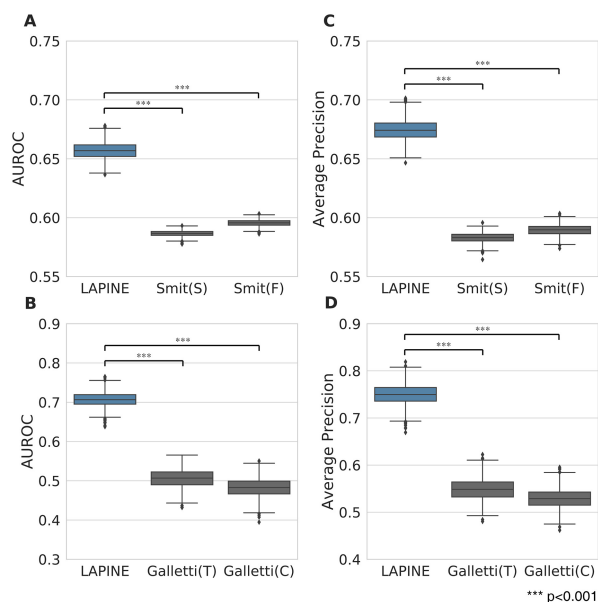 A
C
0.75
0.70
0.65
0.60
0.55
AUROC
***
***
LAPINE
Smit(S)
Smit(F)
0.75
0.70
0.65
0.60
0.55
Average Precision
***
***
LAPINE
Smit(S)
Smit(F)
B
D
0.9
0.8
0.7
0.6
0.5
0.4
0.3
AUROC
***
***
LAPINE
Galletti(T)
Galletti(C)
0.9
0.8
0.7
0.6
0.5
0.4
Average Precision
***
***
LAPINE
Galletti(T)
Galletti(C)
*** p<0.001